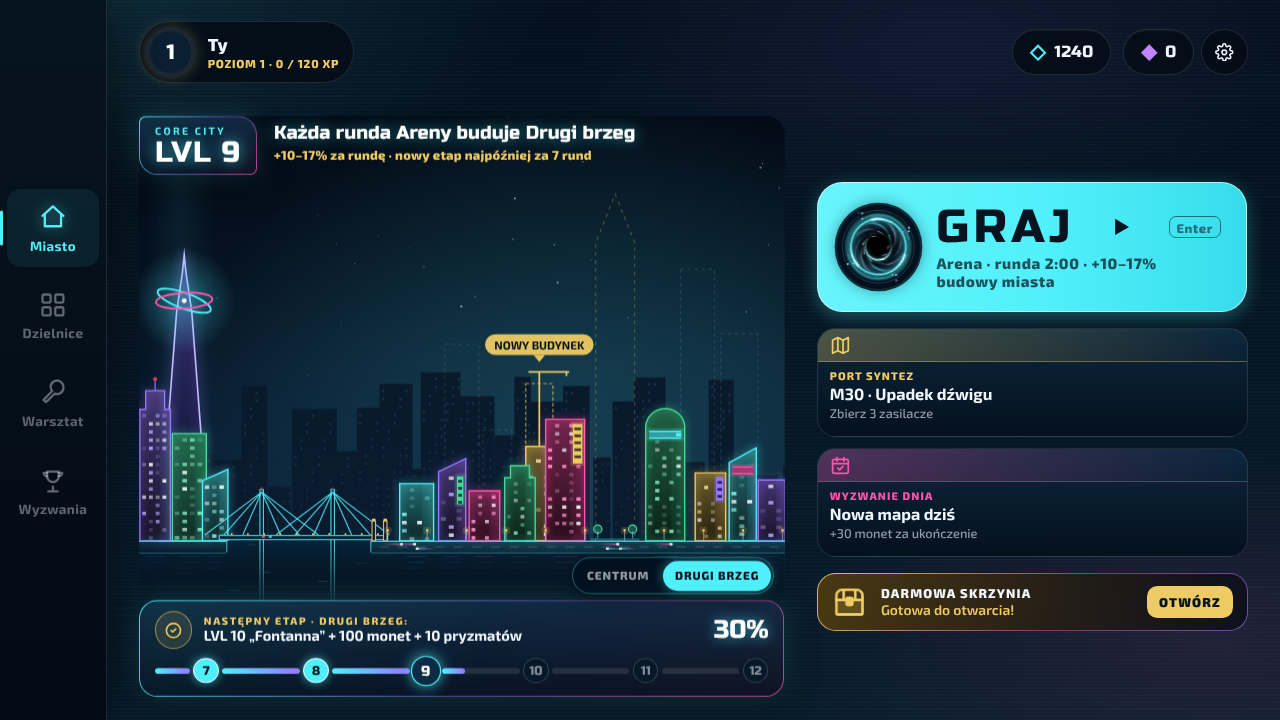 1
Ty
POZIOM 1 · 0 / 120 XP
1240
0
CORE CITY
LVL 9
Każda runda Areny buduje Drugi brzeg
+10–17% za rundę · nowy etap najpóźniej za 7 rund
Miasto
Dzielnice
Warsztat
Wyzwania
NOWY BUDYNEK
CENTRUM
DRUGI BRZEG
NASTĘPNY ETAP · DRUGI BRZEG:
LVL 10 „Fontanna” + 100 monet + 10 pryzmatów
30%
7
8
9
10
11
12
GRAJ
Enter
Arena · runda 2:00 · +10–17%
budowy miasta
PORT SYNTEZ
M30 · Upadek dźwigu
Zbierz 3 zasilacze
WYZWANIE DNIA
Nowa mapa dziś
+30 monet za ukończenie
DARMOWA SKRZYNIA
Gotowa do otwarcia!
OTWÓRZ